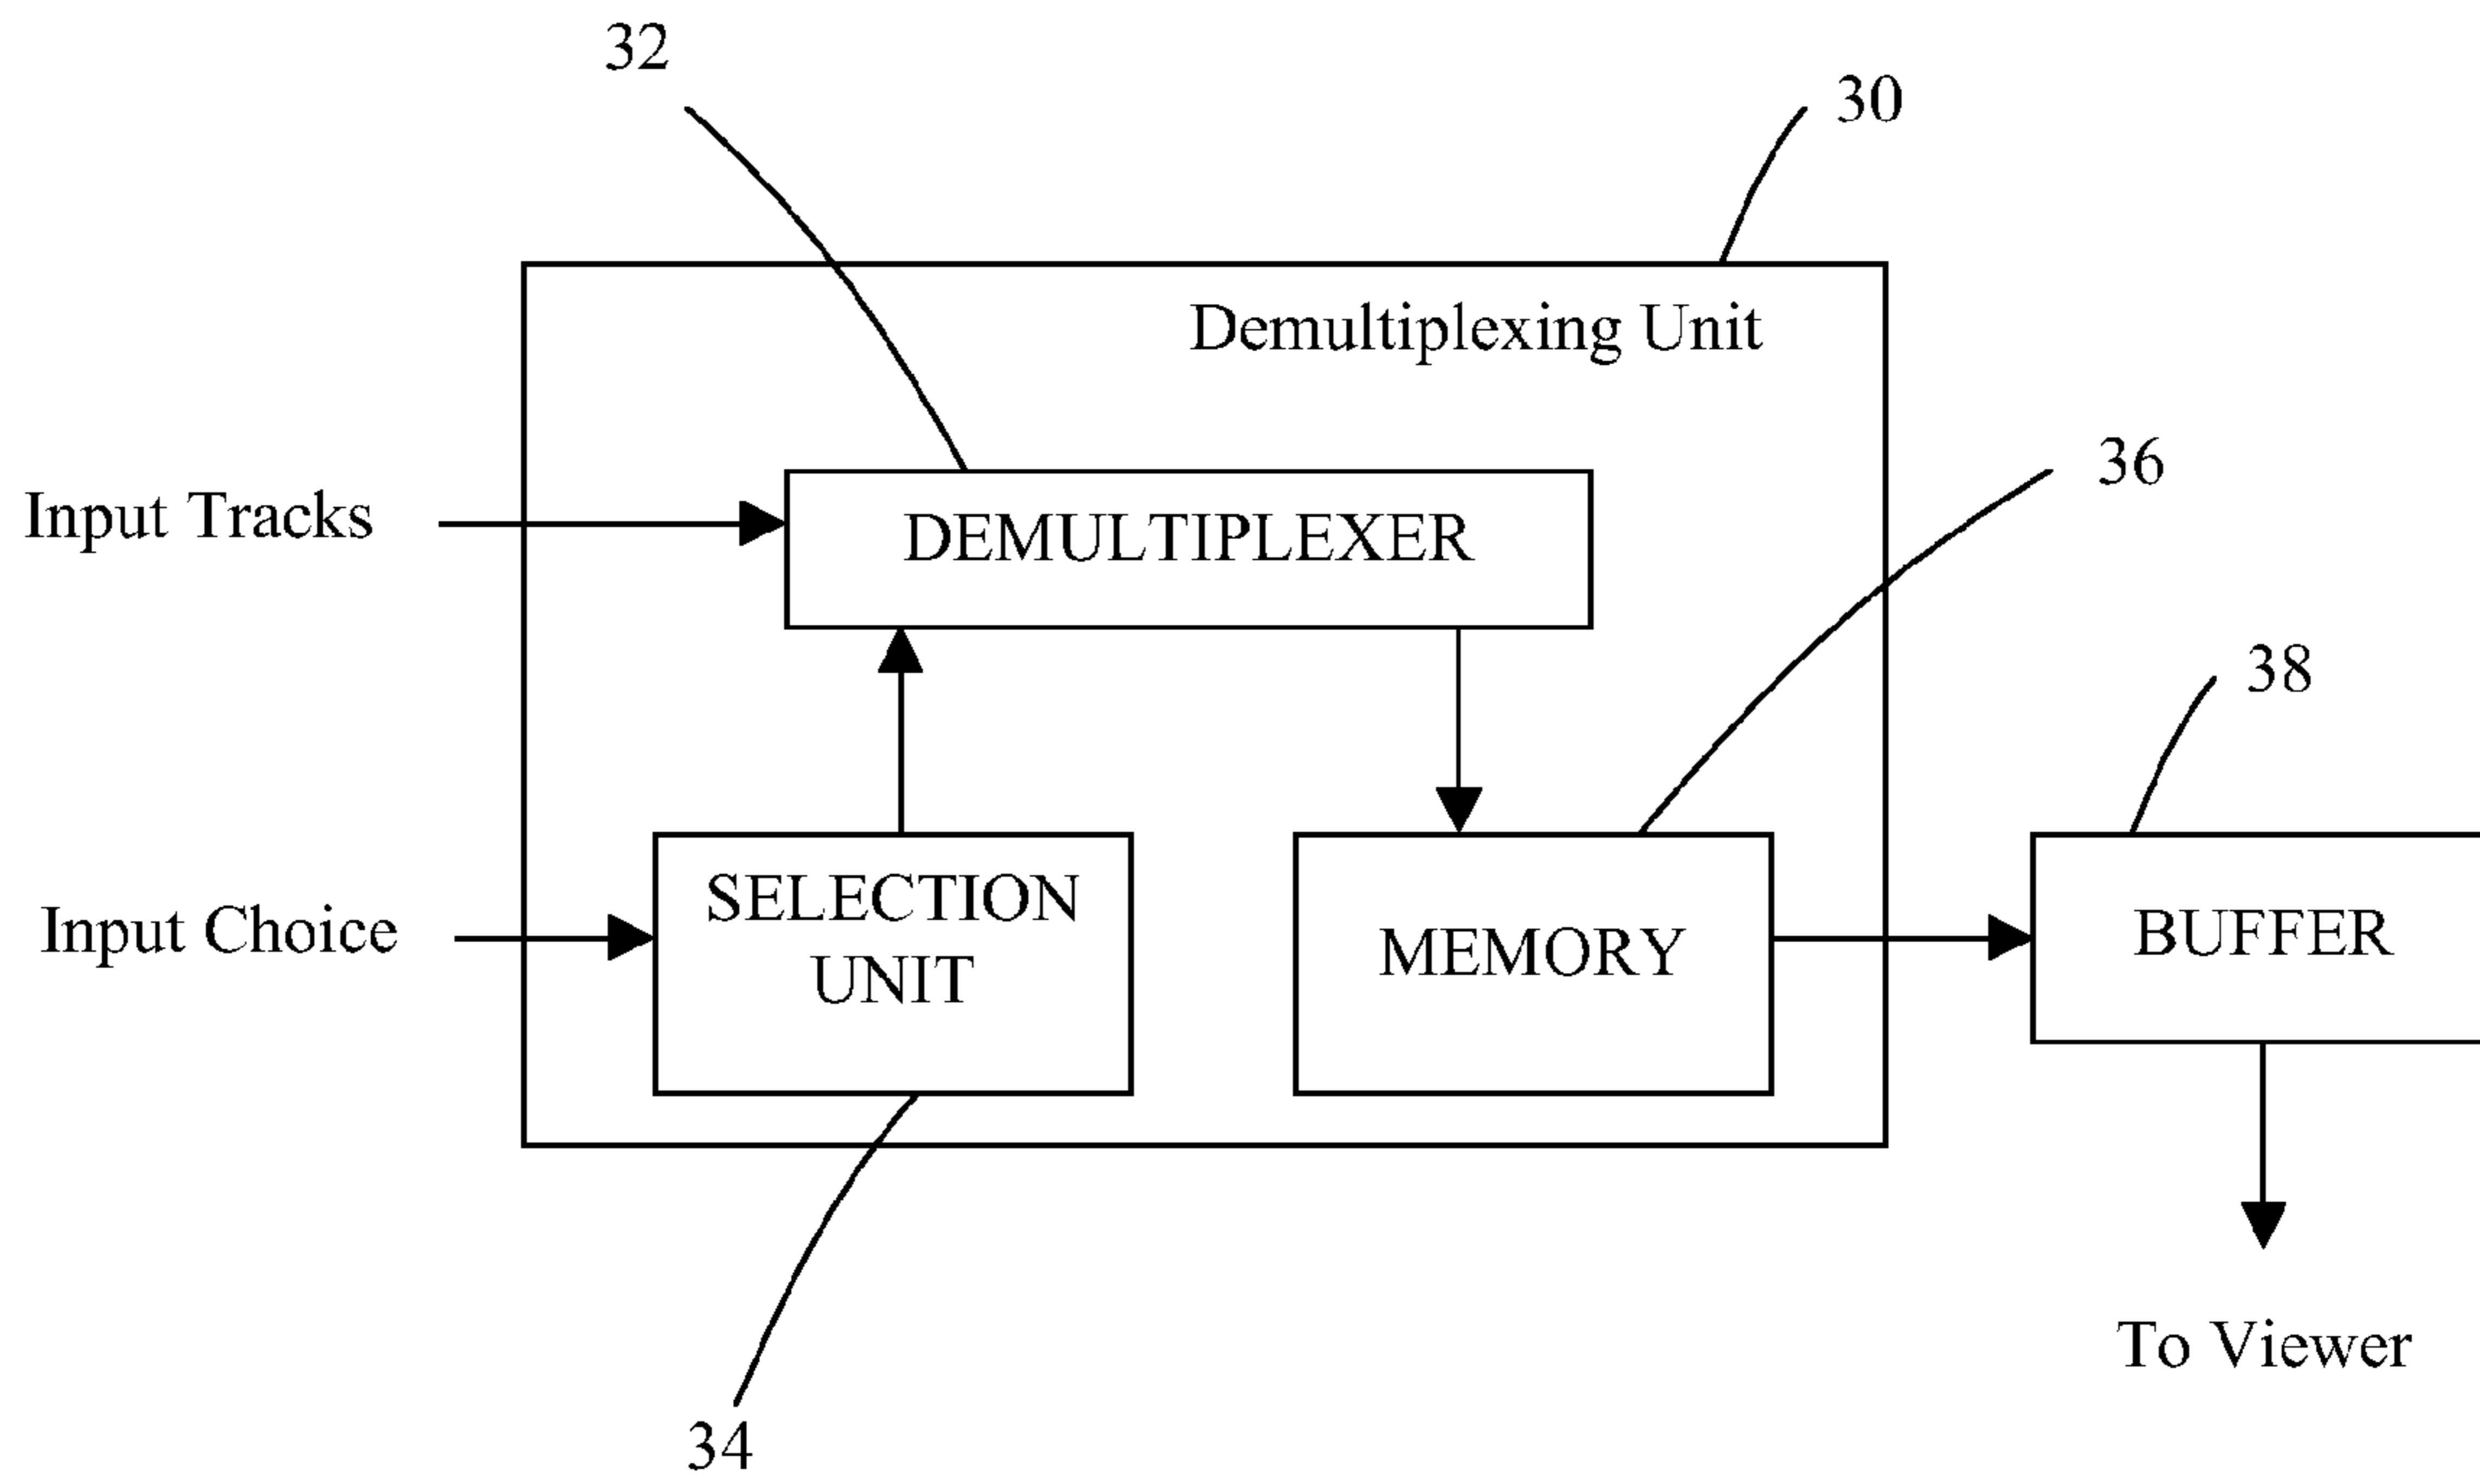 32
30
Demultiplexing Unit
36
Input Tracks
DEMULTIPLEXER
38
SELECTION
UNIT
Input Choice
MEMORY
BUFFER
To Viewer
34